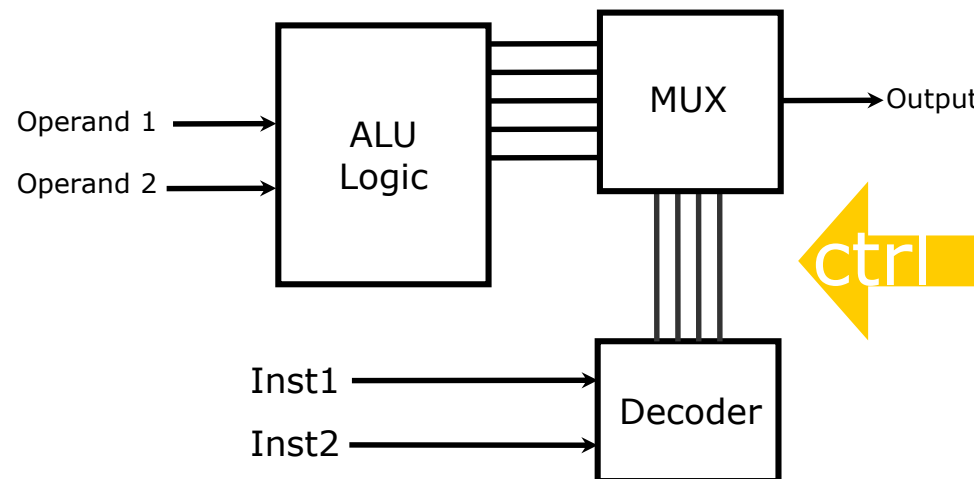 MUX
Output
Operand 1
ALU
Logic
Operand 2
ctrl
Inst1
Decoder
Inst2